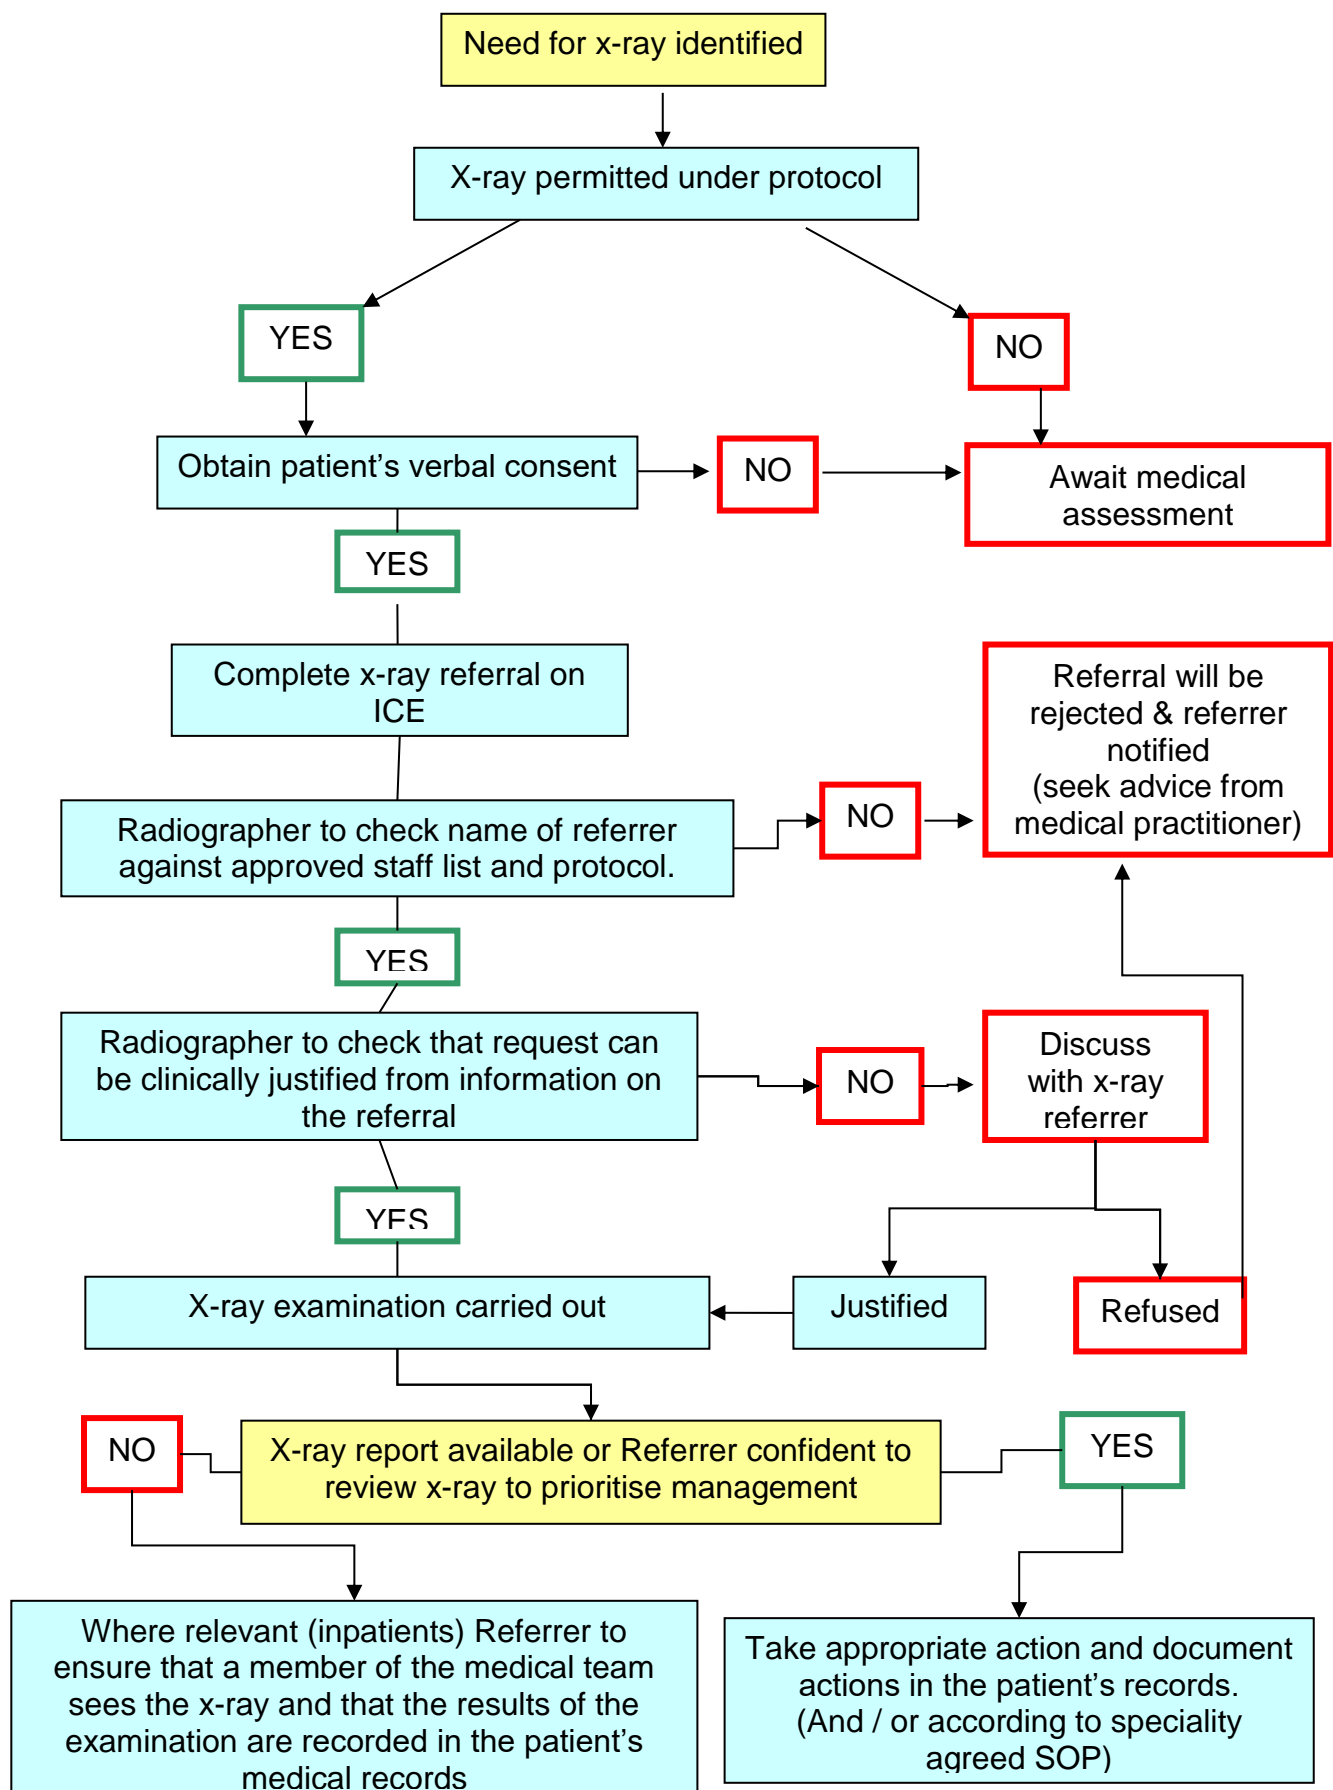 Need for x-ray identified
X-ray permitted under protocol
YES
NO
Obtain patient's verbal consent
NO
Await medical
assessment
YES
Complete x-ray referral on
ICE
Referral will be
rejected & referrer
notified
(seek advice from
medical practitioner)
Radiographer to check name of referrer
against approved staff list and protocol.
NO
YES
Radiographer to check that request can
be clinically justified from information on
the referral
NO
Discuss
with x-ray
referrer
YES
X-ray examination carried out
Justified
Refused
NO
X-ray report available or Referrer confident to
review x-ray to prioritise management
YES
Where relevant (inpatients) Referrer to
ensure that a member of the medical team
sees the x-ray and that the results of the
examination are recorded in the patient's
medical records
Take appropriate action and document
actions in the patient's records.
(And / or according to speciality
agreed SOP)